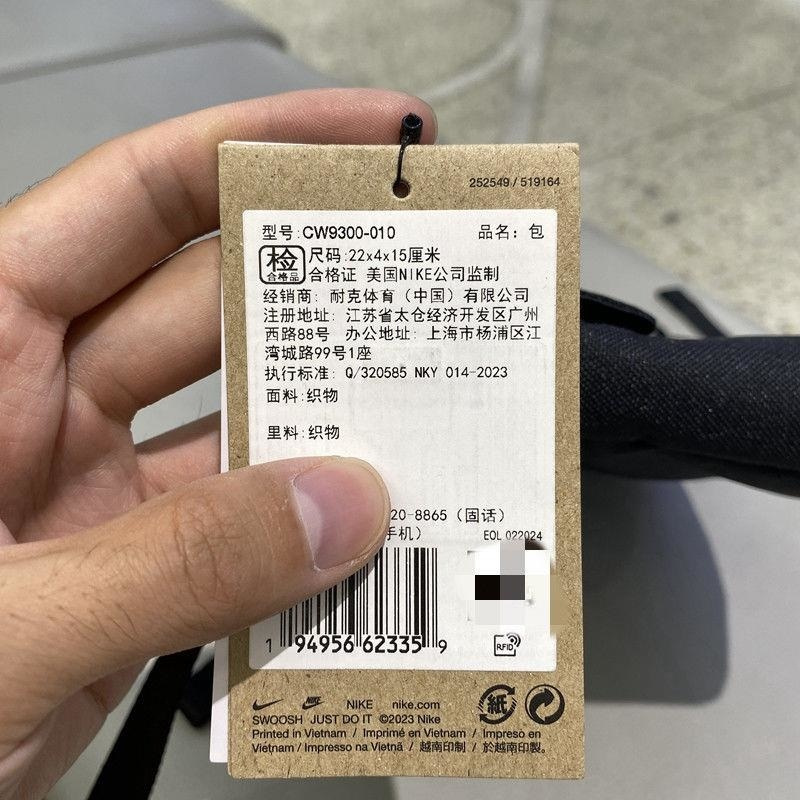 252549 / 519164
型号:CW9300-010 品名: 包
检 合格品
尺码:22x4x15厘米
合格证 美国NIKE公司监制
经销商: 耐克体育（中国）有限公司
注册地址: 江苏省太仓经济开发区广州
西路88号 办公地址: 上海市杨浦区江
湾城路99号1座
执行标准: Q/320585 NKY 014-2023
面料:织物
里料:织物
20-8865（固话）
手机）
EOL 022024
1 94956 62335 9
RFID
NIKE nike.com
紙
SWOOSH JUST DO IT ©2023 Nike
Printed in Vietnam / Imprimé en Vietnam / Impreso en
Vietnam / Impresso na Vietnã / 越南印制 / 於越南印製。